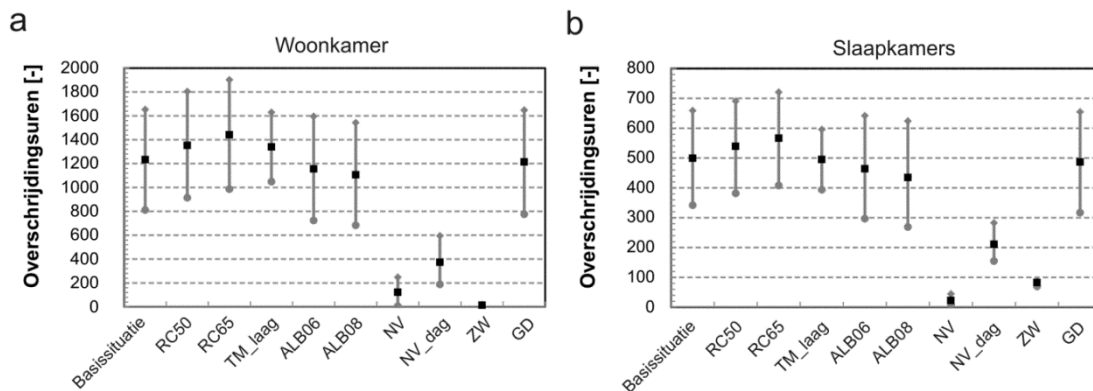 a
Woonkamer
Overschrijdingsuren [-]
2000
1800
1600
1400
1200
1000
800
600
400
200
0
Basissituatie
RC50
RC65
TM_laag
ALB06
ALB08
NV
NV_dag
ZW
GD
b
Slaapkamers
Overschrijdingsuren [-]
800
700
600
500
400
300
200
100
0
Basissituatie
RC50
RC65
TM_laag
ALB06
ALB08
NV
NV_dag
ZW
GD